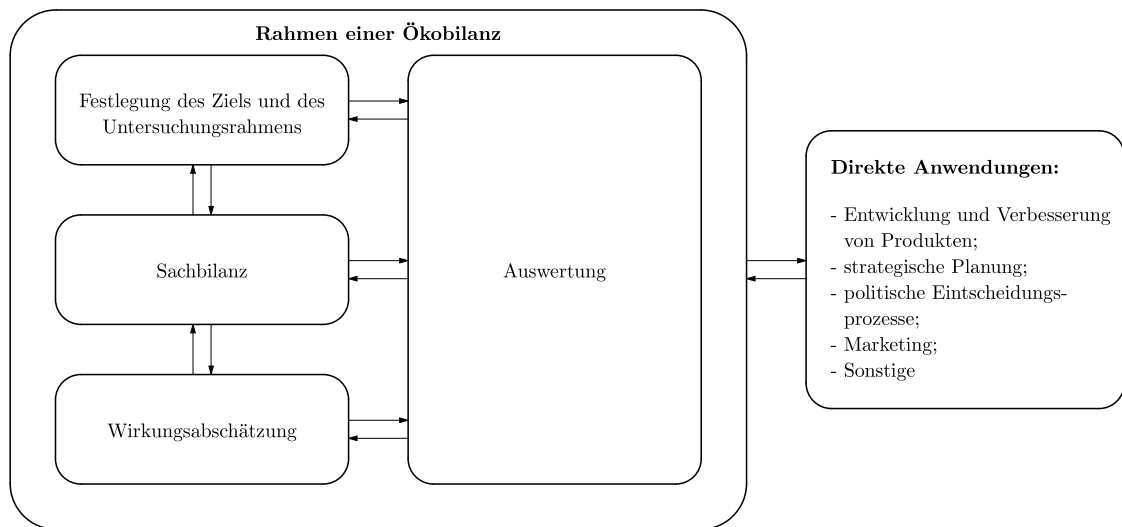 Rahmen einer Ökobilanz
Festlegung des Ziels und des
Untersuchungsrahmens
Sachbilanz
Wirkungsabschätzung
Auswertung
Direkte Anwendungen:
- Entwicklung und Verbesserung
von Produkten;
- strategische Planung;
- politische Eintscheidungs-
prozesse;
- Marketing;
- Sonstige